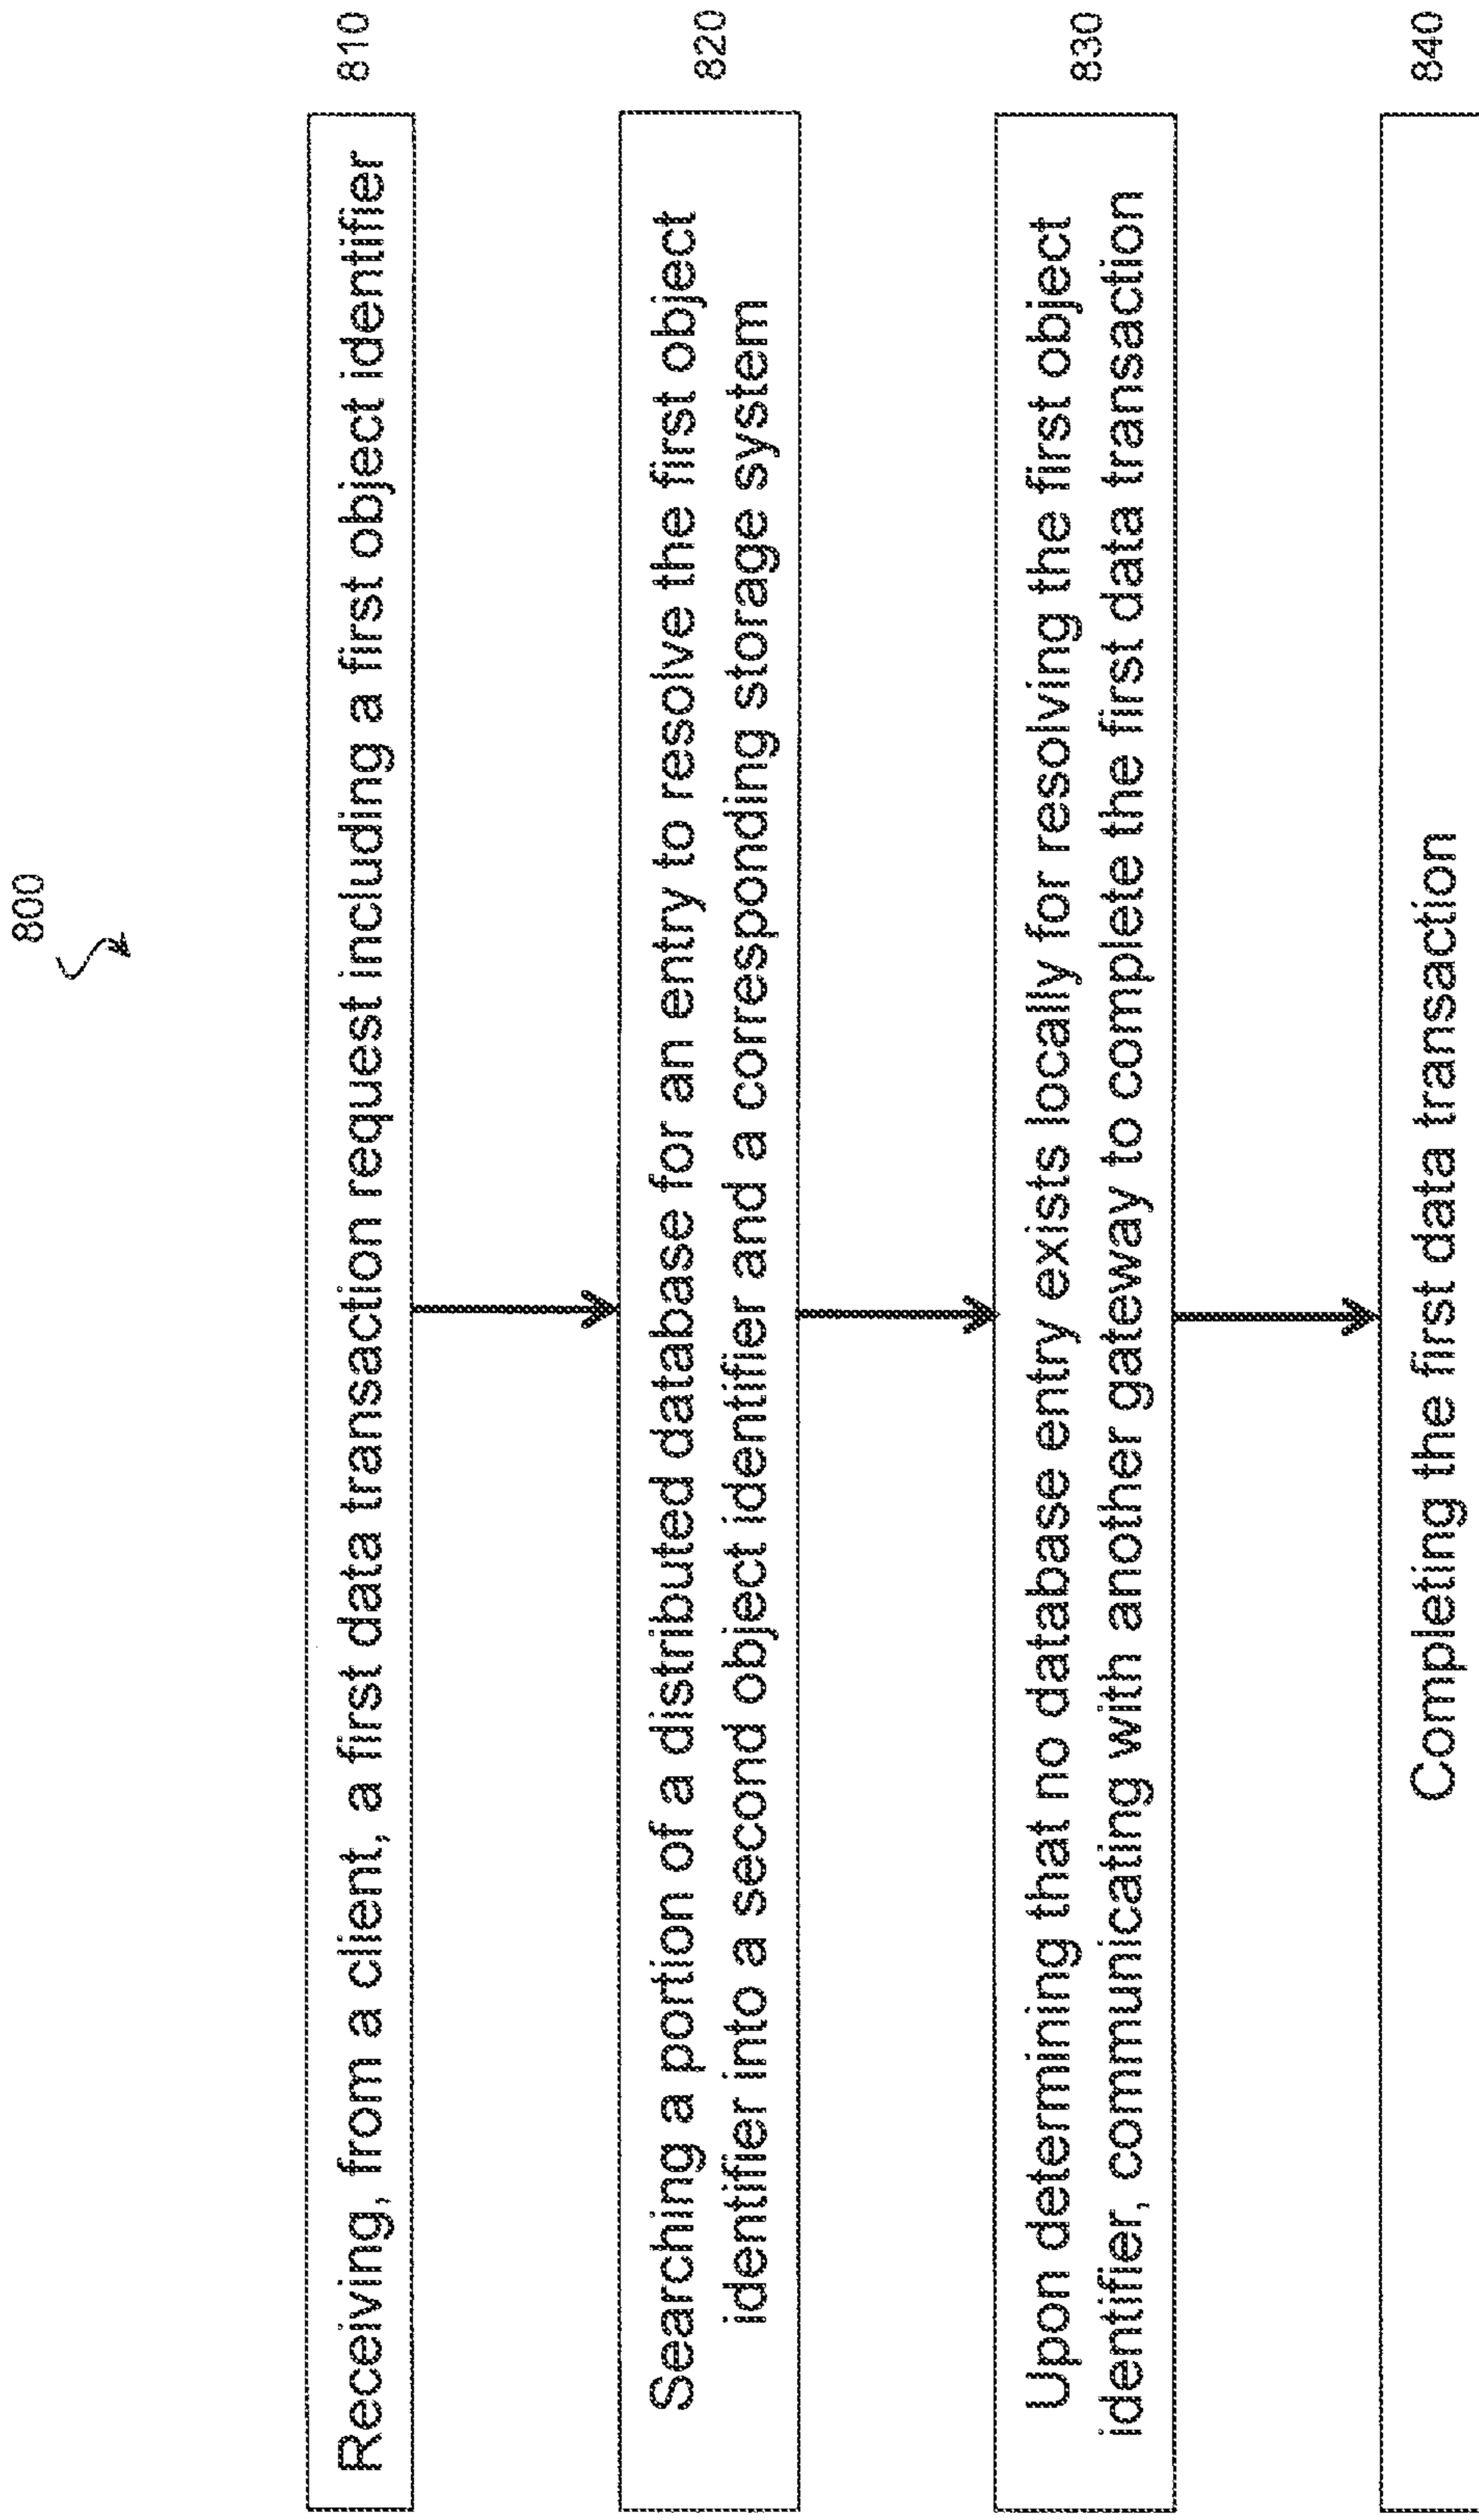 800
Receiving, from a client, a first data transaction request including a first object identifier
810
Searching a portion of a distributed database for an entry to resolve the first object
identifier into a second object identifier and a corresponding storage system
820
Upon determining that no database entry exists locally for resolving the first object
identifier, communicating with another gateway to complete the first data transaction
830
Completing the first data transaction
840